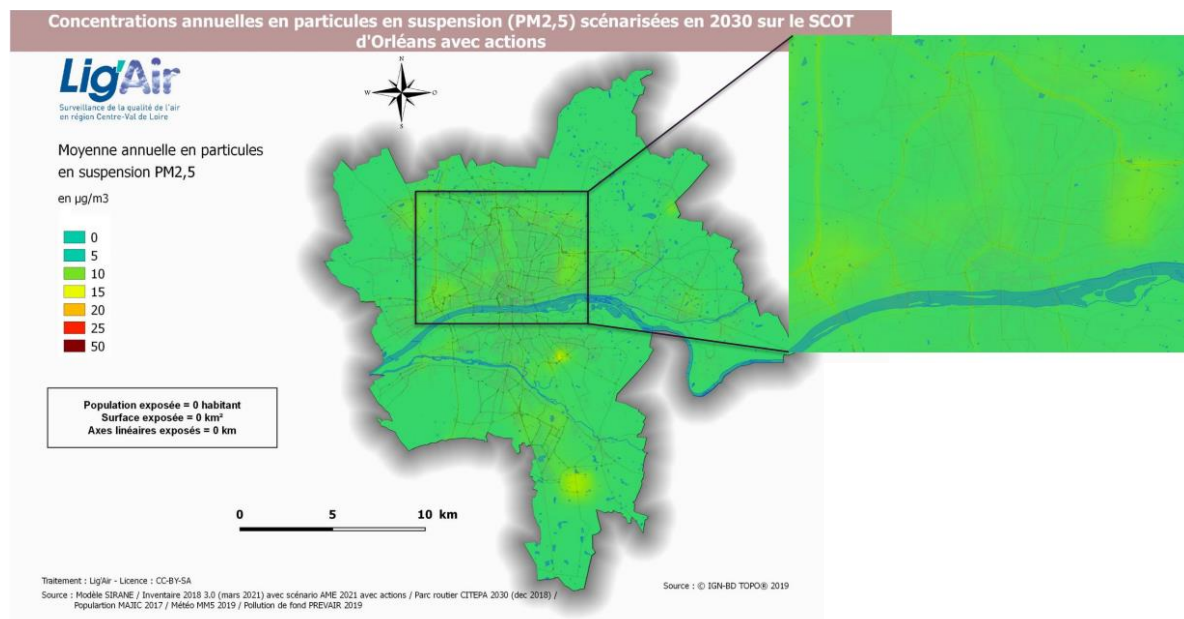 Concentrations annuelles en particules en suspension (PM2,5) scénarisées en 2030 sur le SCOT
d'Orléans avec actions
Lig'Air
Surveillance de la qualité de l'air
en région Centre-Val de Loire
N
W
O
S
Moyenne annuelle en particules
en suspension PM2,5
en µg/m3
0
5
10
15
20
25
50
Population exposée = 0 habitant
Surface exposée = 0 km²
Axes linéaires exposés = 0 km
0 5 10 km
Traitement : Lig'Air - Licence : CC-BY-SA
Source : © IGN-BD TOPO® 2019
Source : Modèle SIRANE / Inventaire 2018 3.0 (mars 2021) avec scénario AME 2021 avec actions / Parc routier CITEPA 2030 (dec 2018) /
Populartion MAJIC 2017 / Météo MM5 2019 / Pollution de fond PREVAIR 2019